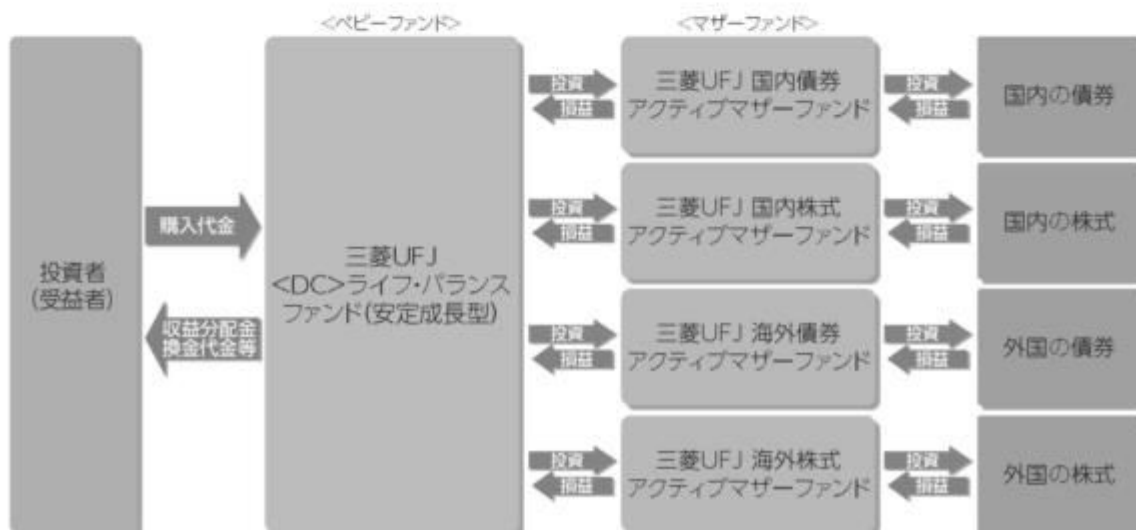 <ベビーファンド>
<マザーファンド>
投資者
(受益者)
購入代金
収益分配金
換金代金等
三菱UFJ
<DC>ライフ・バランス
ファンド(安定成長型)
投資
損益
三菱UFJ 国内債券
アクティブマザーファンド
投資
損益
国内の債券
投資
損益
三菱UFJ 国内株式
アクティブマザーファンド
投資
損益
国内の株式
投資
損益
三菱UFJ 海外債券
アクティブマザーファンド
投資
損益
外国の債券
投資
損益
三菱UFJ 海外株式
アクティブマザーファンド
投資
損益
外国の株式